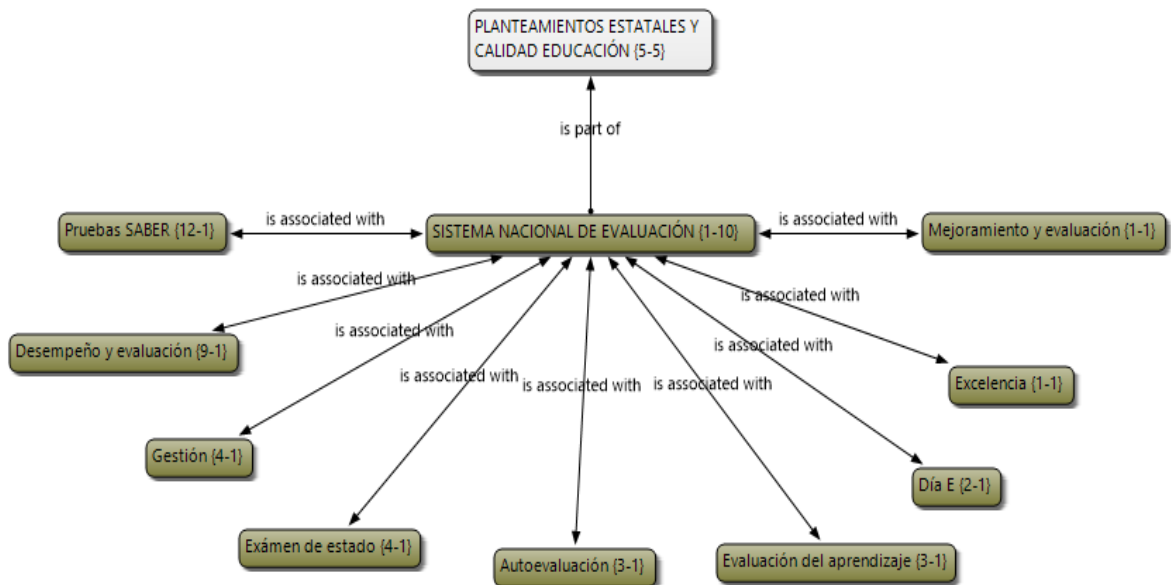 PLANTEAMIENTOS ESTATALES Y
CALIDAD EDUCACIÓN {5-5}
is part of
is associated with
is associated with
Pruebas SABER {12-1}
SISTEMA NACIONAL DE EVALUACIÓN {1-10}
Mejoramiento y evaluación {1-1}
is associated with
is associated with
is associated with
Desempeño y evaluación {9-1}
is associated with
is associated with
is associated with
Excelencia {1-1}
Gestión {4-1}
Día E {2-1}
Exámen de estado {4-1}
Autoevaluación {3-1}
Evaluación del aprendizaje {3-1}